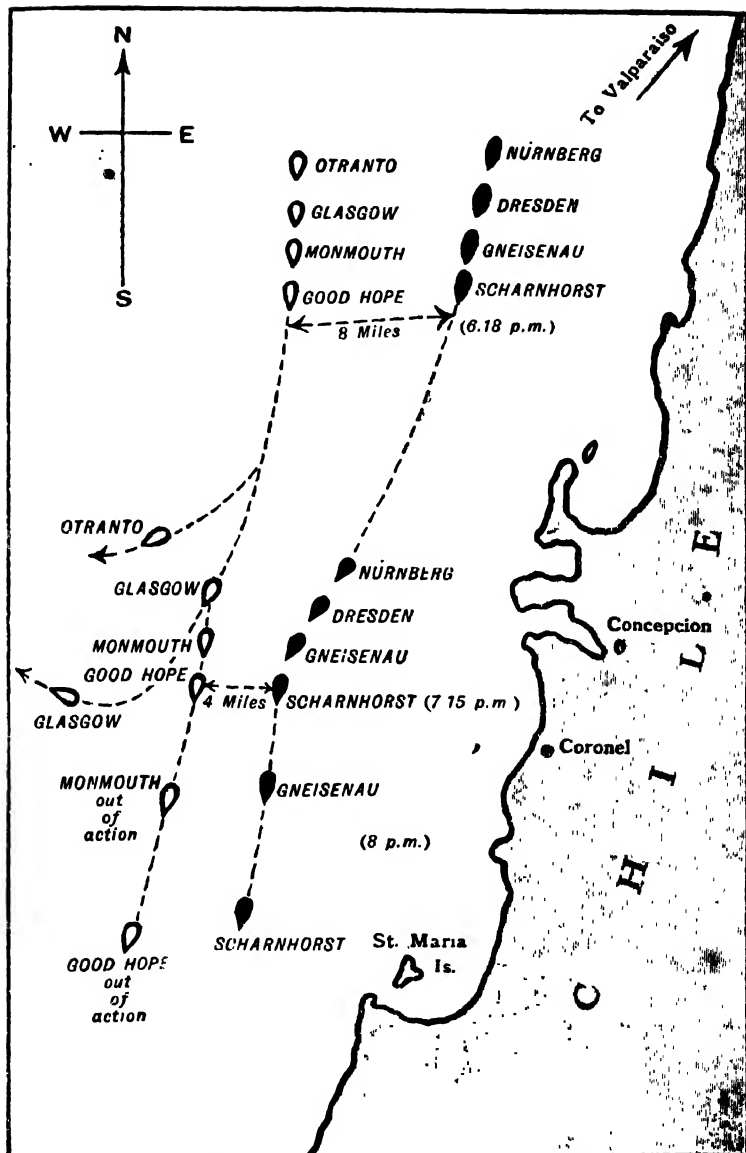 N
To Valparaiso
W
E
S
OTRANTO
NÜRNBERG
GLASGOW
DRESDEN
MONMOUTH
GNEISENAU
GOOD HOPE
SCHARNHORST
8 Miles
(6.18 p.m.)
OTRANTO
GLASGOW
NÜRNBERG
DRESDEN
MONMOUTH
GNEISENAU
GOOD HOPE
4 Miles
SCHARNHORST (7 15 p.m)
GLASGOW
Concepcion
Coronel
MONMOUTH
out
of
action
GNEISENAU
(8 p.m.)
SCHARNHORST
GOOD HOPE
out
of
action
St. Maria
Is.
CHILE